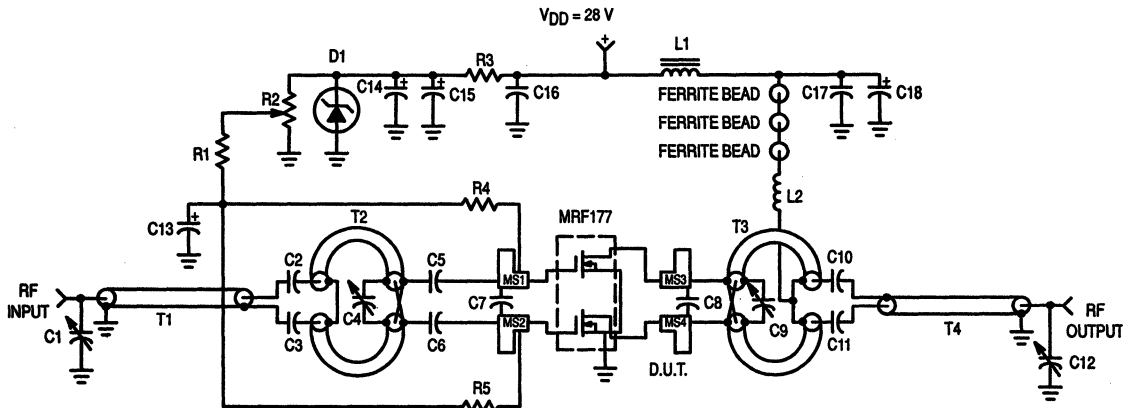 V_DD = 28 V
D1
L1
R3
C14
C15
C16
FERRITE BEAD
C17
C18
R2
FERRITE BEAD
R1
FERRITE BEAD
R4
L2
C13
T2
MRF177
T3
C2
C5
C10
MS1
MS3
RF
INPUT
C4
C7
C8
C9
RF
OUTPUT
T1
T4
C1
C3
C6
MS2
MS4
C11
D.U.T.
C12
R5